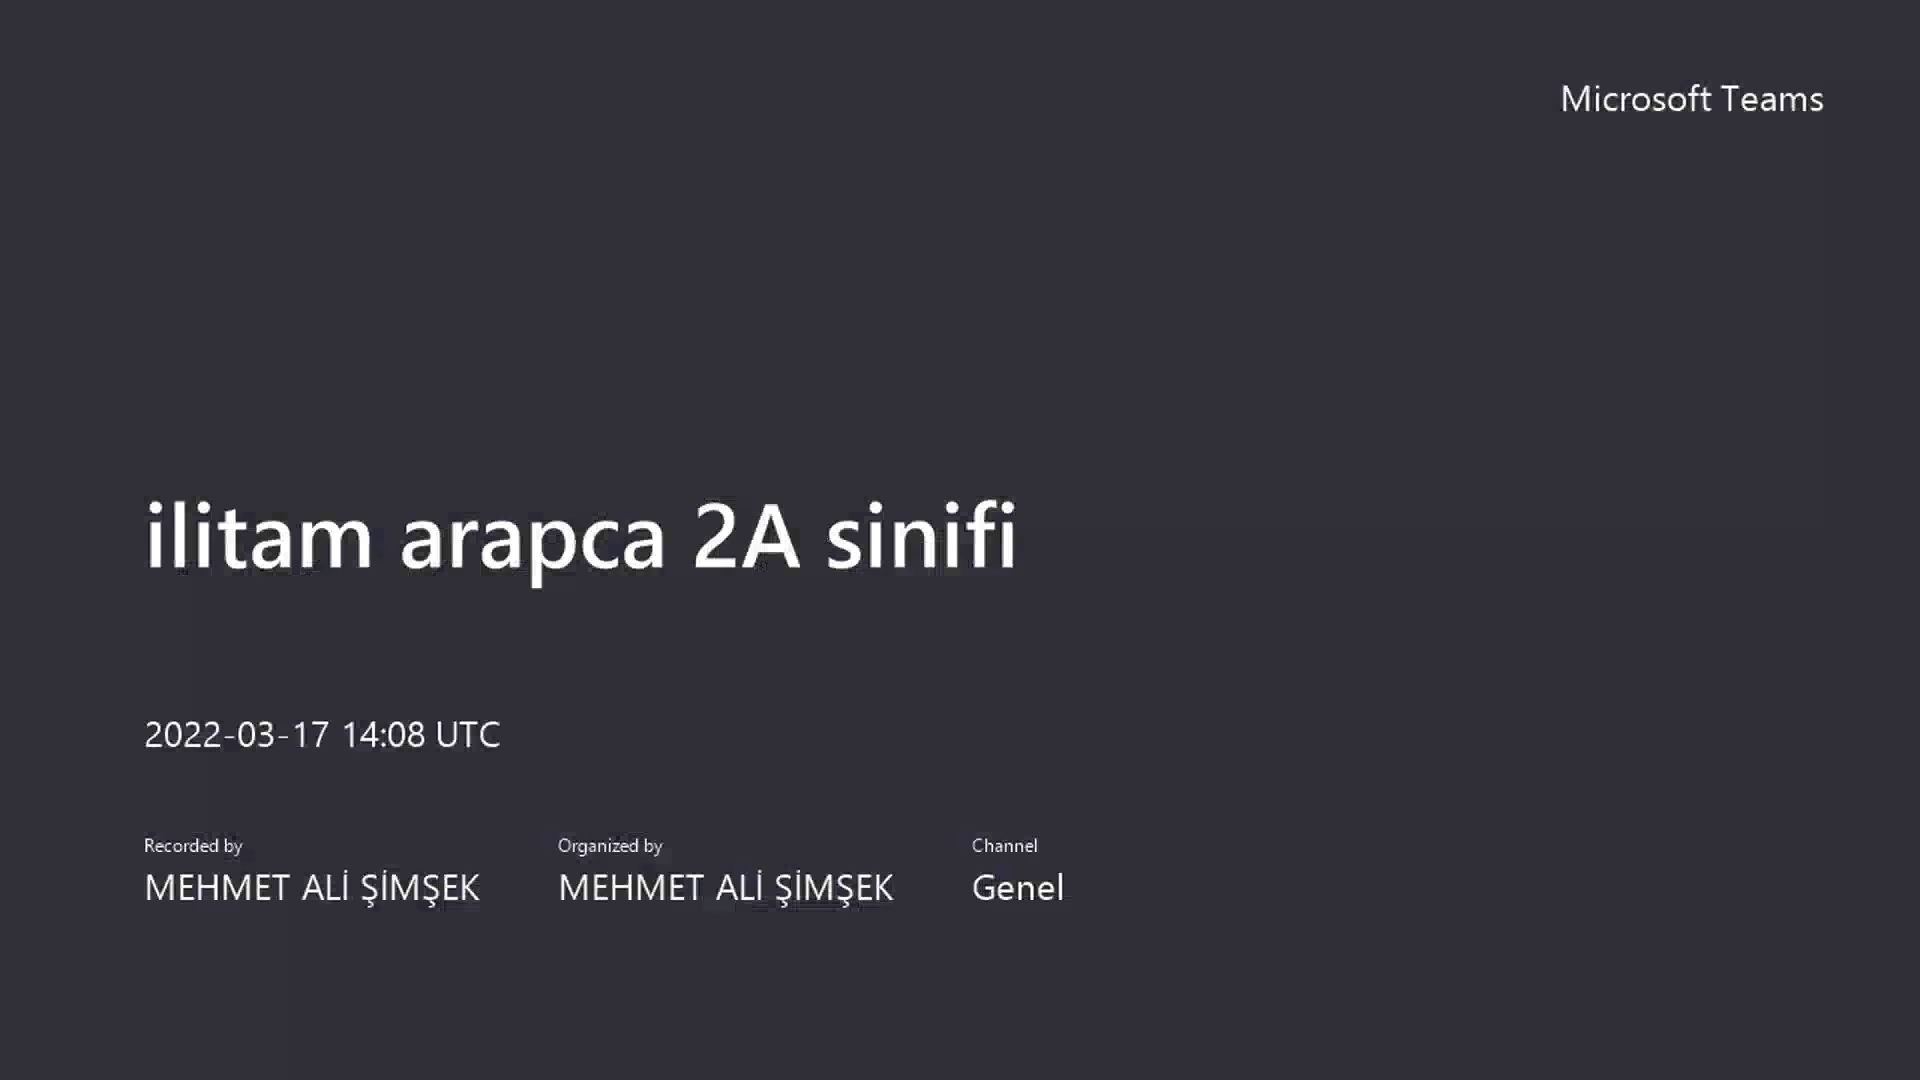 Microsoft Teams
ilitam arapca 2A sinifi
2022-03-17 14:08 UTC
Recorded by
MEHMET ALİ ŞİMŞEK
Organized by
MEHMET ALİ ŞİMŞEK
Channel
Genel